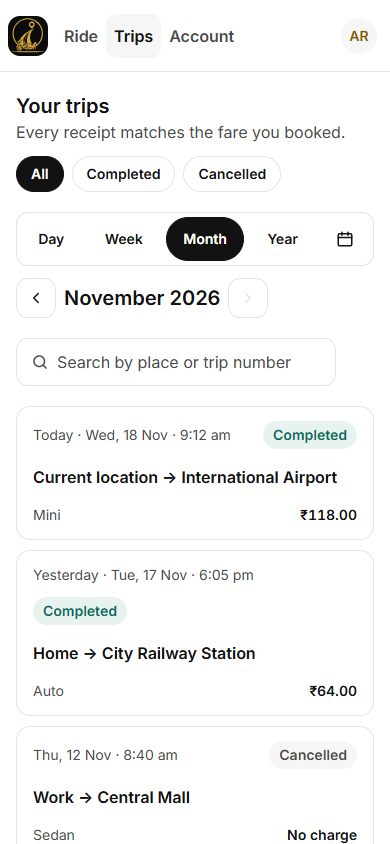 Ride Trips Account AR
Your trips
Every receipt matches the fare you booked.
All Completed Cancelled
Day Week Month Year
November 2026
Search by place or trip number
Today · Wed, 18 Nov · 9:12 am Completed
Current location → International Airport
Mini ₹118.00
Yesterday · Tue, 17 Nov · 6:05 pm
Completed
Home → City Railway Station
Auto ₹64.00
Thu, 12 Nov · 8:40 am Cancelled
Work → Central Mall
Sedan No charge